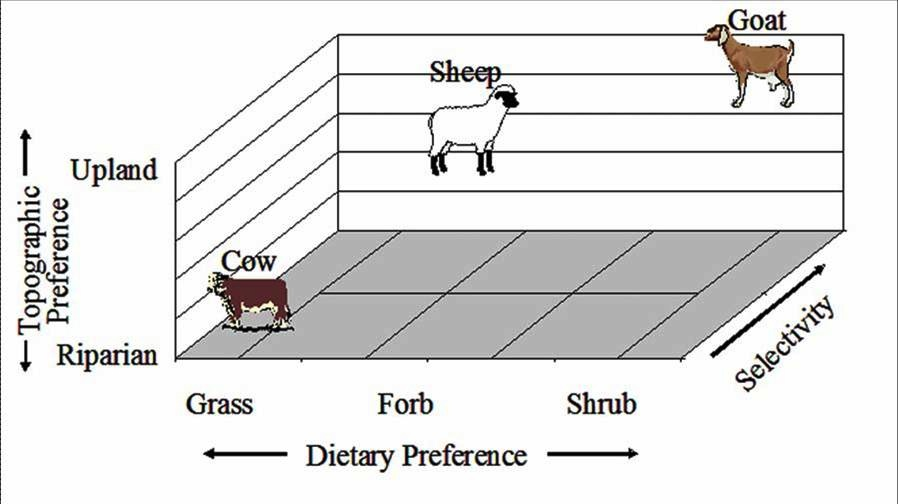 Goat
Sheep
Upland
Topographic
Preference
Cow
Riparian
Selectivity
Grass Forb Shrub
Dietary Preference